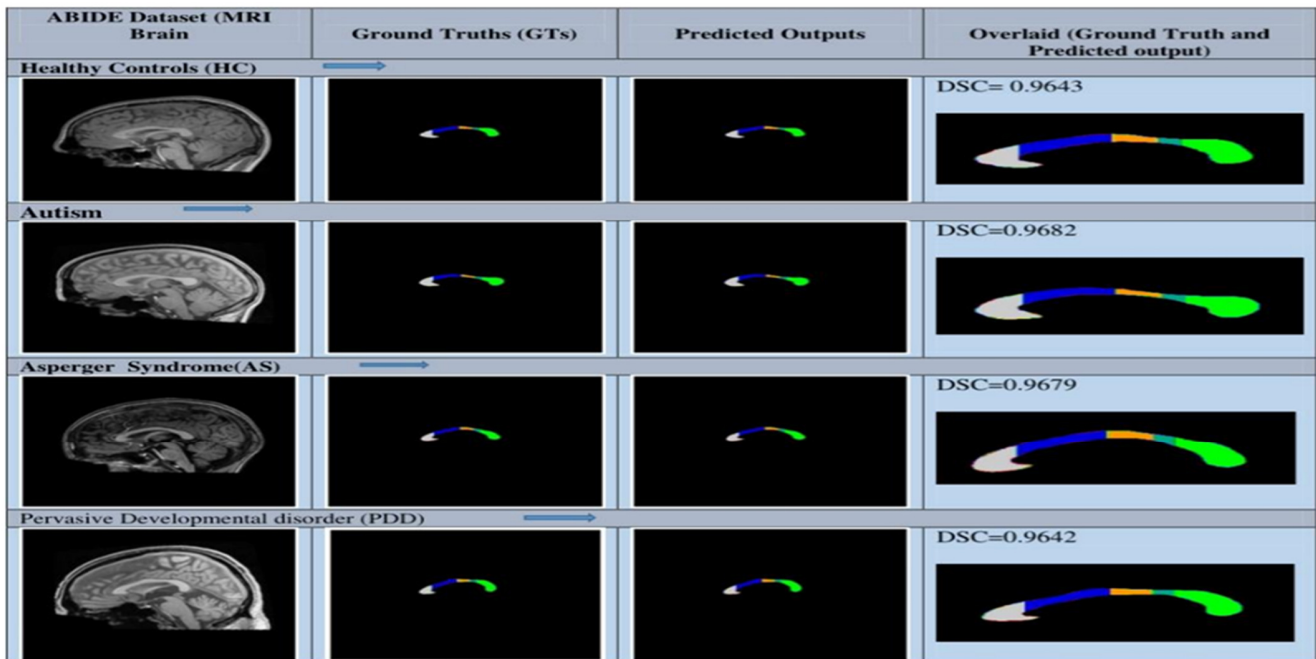 ABIDE Dataset (MRI
Brain
Ground Truths (GTs)
Predicted Outputs
Overlaid (Ground Truth and
Predicted output)
Healthy Controls (HC)
DSC= 0.9643
Autism
DSC=0.9682
Asperger Syndrome(AS)
DSC=0.9679
Pervasive Developmental disorder (PDD)
DSC=0.9642